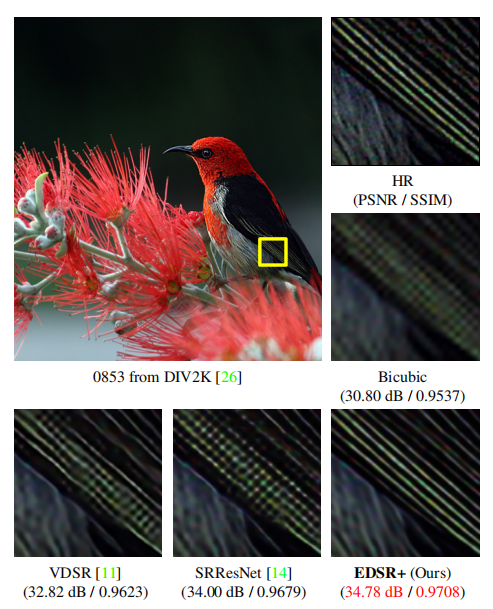 HR
(PSNR / SSIM)
0853 from DIV2K [26]
Bicubic
(30.80 dB / 0.9537)
VDSR [11]
(32.82 dB / 0.9623)
SRResNet [14]
(34.00 dB / 0.9679)
EDSR+ (Ours)
(34.78 dB / 0.9708)